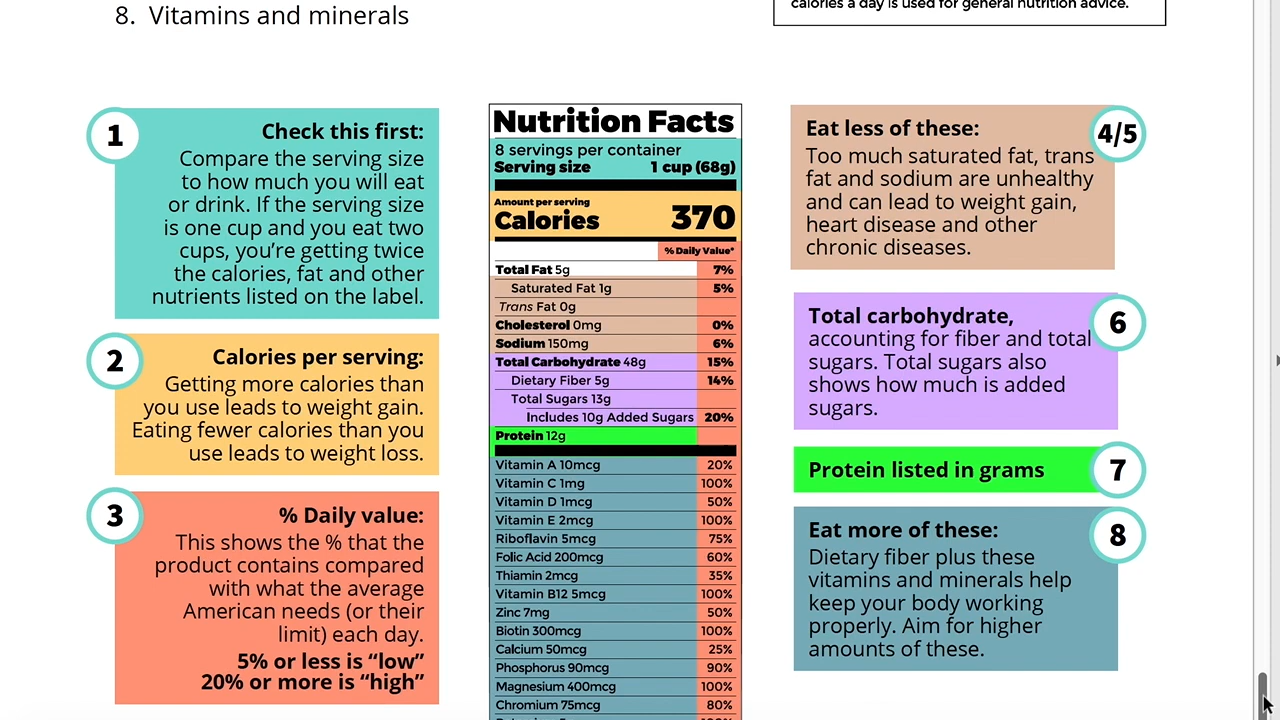 8. Vitamins and minerals
calories a day is used for general nutrition advice.
1
Check this first:
Compare the serving size
to how much you will eat
or drink. If the serving size
is one cup and you eat two
cups, you’re getting twice
the calories, fat and other
nutrients listed on the label.
2
Calories per serving:
Getting more calories than
you use leads to weight gain.
Eating fewer calories than you
use leads to weight loss.
3
% Daily value:
This shows the % that the
product contains compared
with what the average
American needs (or their
limit) each day.
5% or less is “low”
20% or more is “high”
Nutrition Facts
8 servings per container
Serving size 1 cup (68g)
Amount per serving
Calories 370
% Daily Value*
Total Fat 5g 7%
Saturated Fat 1g 5%
Trans Fat 0g
Cholesterol 0mg 0%
Sodium 150mg 6%
Total Carbohydrate 48g 15%
Dietary Fiber 5g 14%
Total Sugars 13g
Includes 10g Added Sugars 20%
Protein 12g
Vitamin A 10mcg 20%
Vitamin C 1mg 100%
Vitamin D 1mcg 50%
Vitamin E 2mcg 100%
Riboflavin 5mcg 75%
Folic Acid 200mcg 60%
Thiamin 2mcg 35%
Vitamin B12 5mcg 100%
Zinc 7mg 50%
Biotin 300mcg 100%
Calcium 50mcg 25%
Phosphorus 90mcg 90%
Magnesium 400mcg 100%
Chromium 75mcg 80%
4/5
Eat less of these:
Too much saturated fat, trans
fat and sodium are unhealthy
and can lead to weight gain,
heart disease and other
chronic diseases.
6
Total carbohydrate,
accounting for fiber and total
sugars. Total sugars also
shows how much is added
sugars.
Protein listed in grams 7
8
Eat more of these:
Dietary fiber plus these
vitamins and minerals help
keep your body working
properly. Aim for higher
amounts of these.